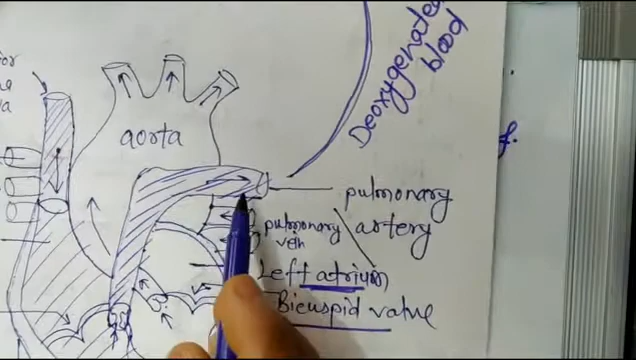 Deoxygenated
blood
aorta
pulmonary
artery
pulmonary
vein
Left atrium
Bicuspid valve